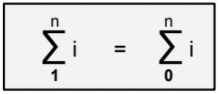 n n
∑ i = ∑ i
1 0